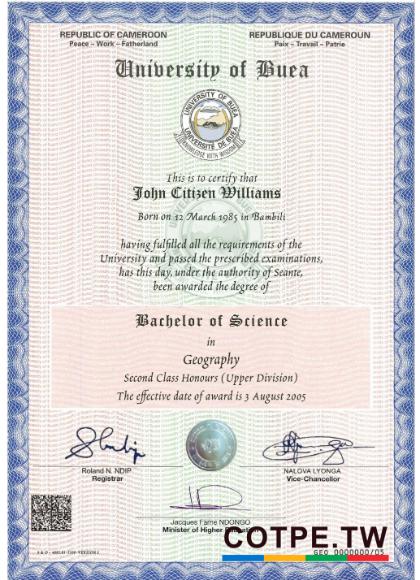 REPUBLIC OF CAMEROON
Peace – Work – Fatherland
REPUBLIQUE DU CAMEROUN
Paix – Travail – Patrie
University of Buea
UNIVERSITY OF BUEA
UNIVERSITÉ DE BUEA
KNOWLEDGE WITH WISDOM
This is to certify that
John Citizen Williams
Born on 12 March 1985 in Bambili
having fulfilled all the requirements of the
University and passed the prescribed examinations,
has this day, under the authority of Seante,
been awarded the degree of
Bachelor of Science
in
Geography
Second Class Honours (Upper Division)
The effective date of award is 3 August 2005
Roland N. NDIP
Registrar
NALOVA LYONGA
Vice-Chancellor
Jacques Fame NDONGO
Minister of Higher Education
COTPE.TW
GEO 0000000/05